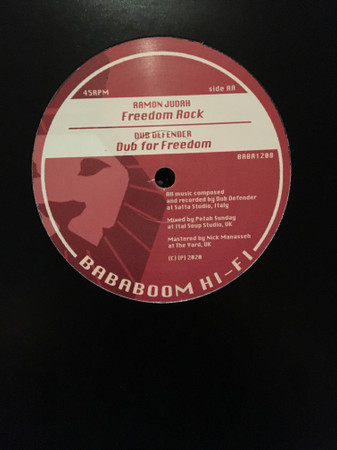 45RPM
side AA
RAMON JUDAH
Freedom Rock
DUB DEFENDER
Dub for Freedom
BABA1208
All music composed
and recorded by Dub Defender
at Satta Studio, Italy
Mixed by Petah Sunday
at Ital Soup Studio, UK
Mastered by Nick Manasseh
at The Yard, UK
(C) (P) 2020
BABABOOM HI-FI